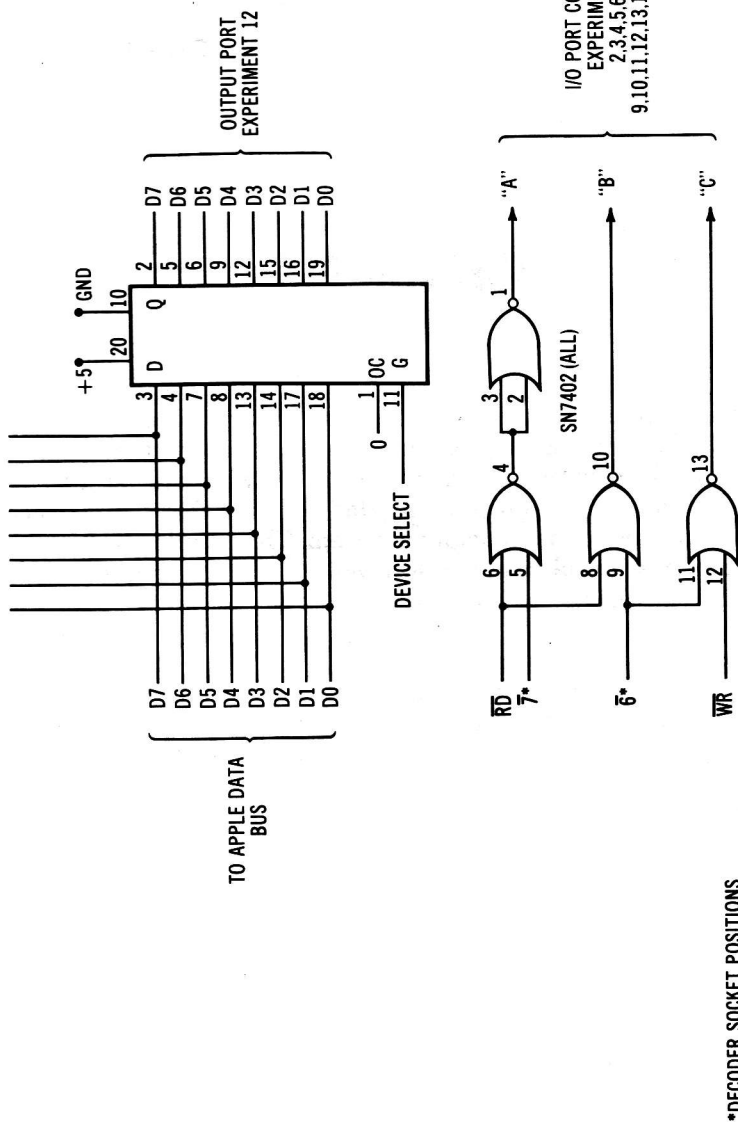 +5
GND
20
10
D7
D6
D5
D4
D3
D2
D1
D0
3
4
7
8
13
14
17
18
D
Q
2
5
6
9
12
15
16
19
D7
D6
D5
D4
D3
D2
D1
D0
TO APPLE DATA
BUS
OUTPUT PORT
EXPERIMENT 12
0
1
OC
DEVICE SELECT
11
G
R̅D̅
7̅*
6
5
4
3
2
1
"A"
SN7402 (ALL)
6̅*
8
9
10
"B"
W̅R̅
11
12
13
"C"
I/O PORT CO
EXPERIM
2,3,4,5,6
9,10,11,12,13,1
*DECODER SOCKET POSITIONS